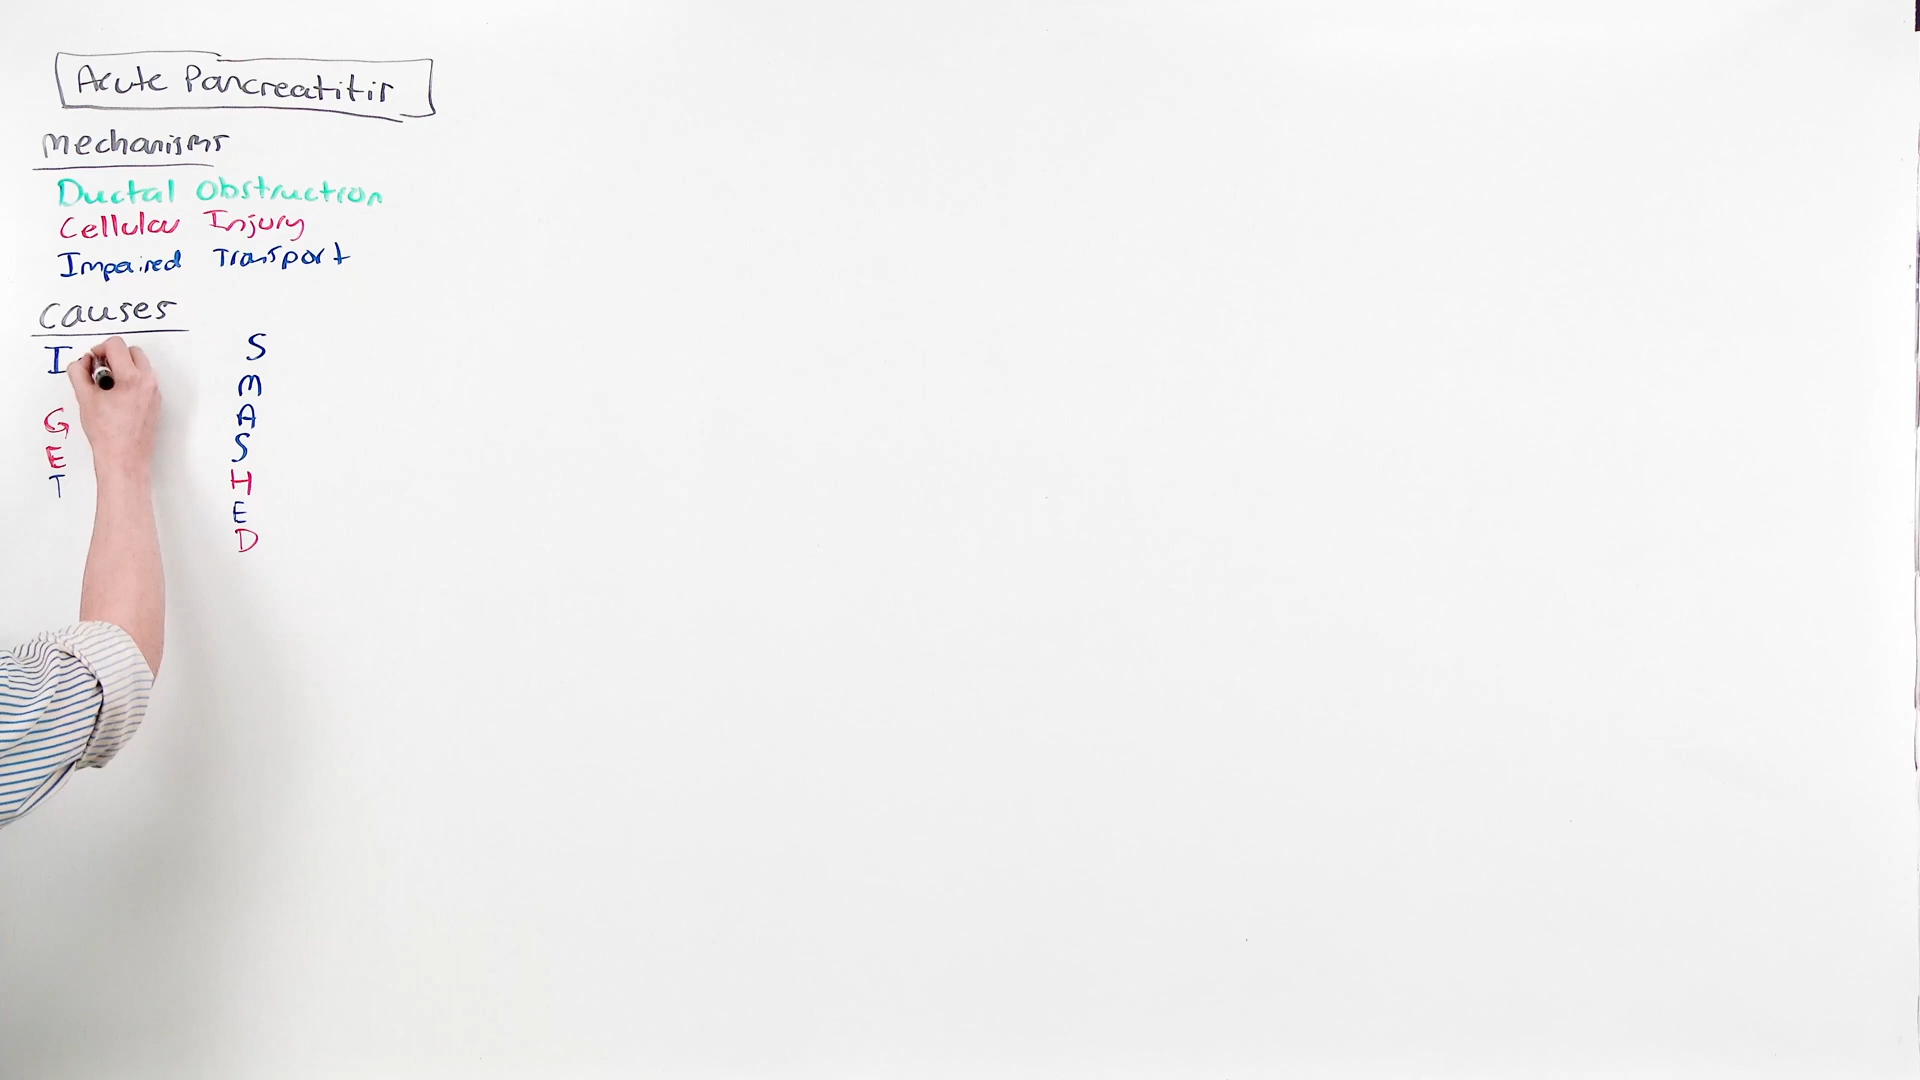 Acute Pancreatitis
Mechanisms
Ductal Obstruction
Cellular Injury
Impaired Transport
Causes
I
G
E
T
S
M
A
S
H
E
D